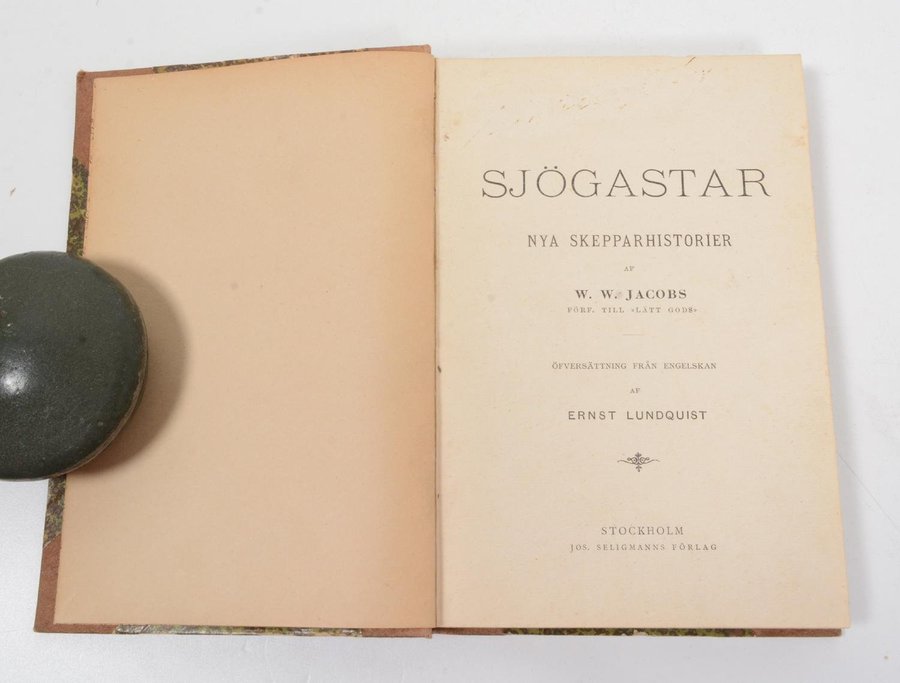 SJÖGASTAR
NYA SKEPPARHISTORIER
AF
W. W. JACOBS
FÖRF. TILL »LÄTT GODS»
ÖFVERSÄTTNING FRÅN ENGELSKAN
AF
ERNST LUNDQUIST
STOCKHOLM
JOS. SELIGMANNS FÖRLAG